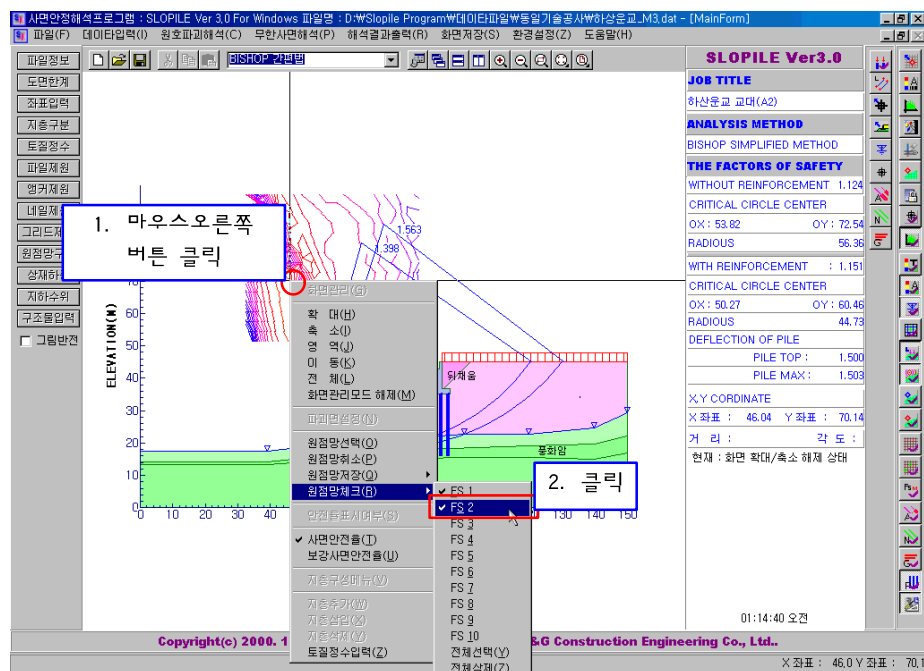 사면안정해석프로그램 : SLOPILE Ver 3,0 For Windows 파일명 : D:₩Slopile Program₩데이타파일₩동일기술공사₩하상운교_M3,dat - [MainForm]
파일(F) 데이타입력(I) 원호파괴해석(C) 무한사면해석(P) 해석결과출력(R) 화면저장(S) 환경설정(Z) 도움말(H)
파일정보
도면한계
좌표입력
지층구분
토질정수
파일제원
앵커제원
네일제
그리드제
원점망구
상재하
지하수위
구조물입력
그림반전
BISHOP 간편법
1. 마우스오른쪽
버튼 클릭
1.563
1.398
ELEVATION(M)
60
50
40
30
20
10
0
0 10 20 30 40
130 140 150
뒤채움
풍화암
화면관리(G)
확 대(H)
축 소(I)
영 역(J)
이 동(K)
전 체(L)
화면관리모드 해제(M)
파괴면설정(N)
원점망선택(O)
원점망취소(P)
원점망저장(Q)
원점망체크(R)
안전률표시여부(S)
사면안전율(T)
보강사면안전율(U)
지층구성메뉴(V)
지층추가(W)
지층삽입(X)
지층삭제(Y)
토질정수입력(Z)
FS 1
FS 2
FS 3
FS 4
FS 5
FS 6
FS 7
FS 8
FS 9
FS 10
전체선택(Y)
전체삭제(Z)
2. 클릭
SLOPILE Ver3.0
JOB TITLE
하산운교 교대(A2)
ANALYSIS METHOD
BISHOP SIMPLIFIED METHOD
THE FACTORS OF SAFETY
WITHOUT REINFORCEMENT 1.124
CRITICAL CIRCLE CENTER
OX : 53.82 OY : 72.54
RADIOUS 56.36
WITH REINFORCEMENT : 1.151
CRITICAL CIRCLE CENTER
OX : 50.27 OY : 60.46
RADIOUS 44.73
DEFLECTION OF PILE
PILE TOP : 1.500
PILE MAX : 1.503
X,Y CORDINATE
X 좌표 : 46.04 Y 좌표 : 70.14
거 리 : 각 도 :
현재 : 화면 확대/축소 해제 상태
01:14:40 오전
Copyright(c) 2000. 1
&G Construction Engineering Co., Ltd..
X 좌표 : 46,0 Y 좌표 : 70,1